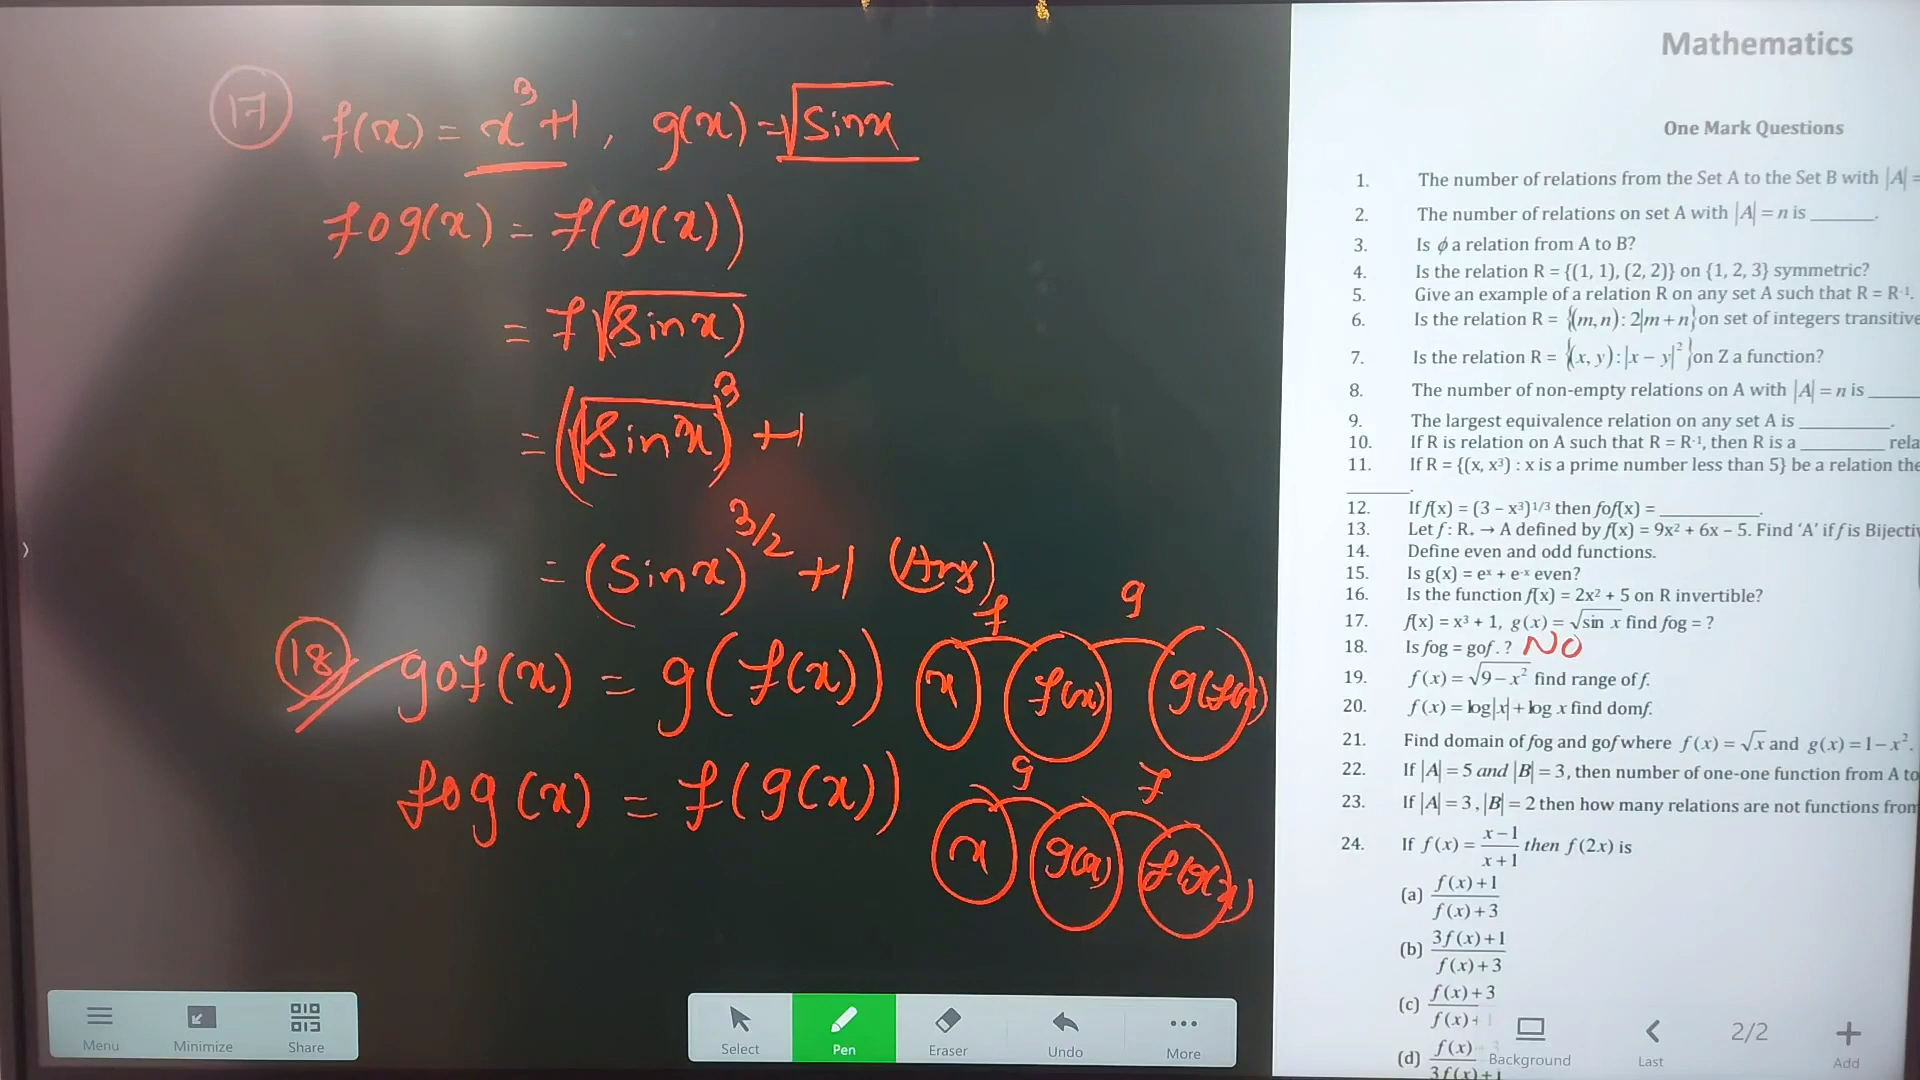 17 f(x) = x³+1 , g(x) = √sinx
fog(x) = f(g(x))
= f√(sinx)
= (√(sinx))³ +1
= (sinx)^3/2 +1 (Ans)
f g
18 gof(x) = g(f(x)) x f(x) g(f(x))
g f
fog(x) = f(g(x)) x g(x) f(g(x))
Menu
Minimize
Share
Select
Pen
Eraser
Undo
More
Mathematics
One Mark Questions
1. The number of relations from the Set A to the Set B with |A| =
2. The number of relations on set A with |A| = n is ______.
3. Is ϕ a relation from A to B?
4. Is the relation R = {(1, 1), (2, 2)} on {1, 2, 3} symmetric?
5. Give an example of a relation R on any set A such that R = R⁻¹.
6. Is the relation R = {(m,n): 2|m+n} on set of integers transitive
7. Is the relation R = {(x, y):|x − y|²} on Z a function?
8. The number of non-empty relations on A with |A| = n is ______
9. The largest equivalence relation on any set A is ________.
10. If R is relation on A such that R = R⁻¹, then R is a ________ rela
11. If R = {(x, x³) : x is a prime number less than 5} be a relation the
______.
12. If f(x) = (3 – x³)^1/3 then fof(x) = __________.
13. Let f : R₊ → A defined by f(x) = 9x² + 6x – 5. Find ‘A’ if f is Bijecti
14. Define even and odd functions.
15. Is g(x) = eˣ + e⁻ˣ even?
16. Is the function f(x) = 2x² + 5 on R invertible?
17. f(x) = x³ + 1, g(x) = √sin x find fog = ?
18. Is fog = gof . ? NO
19. f(x) = √9−x² find range of f.
20. f(x) = log|x| + log x find domf.
21. Find domain of fog and gof where f(x) = √x and g(x) = 1−x².
22. If |A| = 5 and |B| = 3, then number of one-one function from A to
23. If |A| = 3, |B| = 2 then how many relations are not functions from
24. If f(x) = (x−1)/(x+1) then f(2x) is
(a) (f(x)+1)/(f(x)+3)
(b) (3f(x)+1)/(f(x)+3)
(c) (f(x)+3)/(f(x)+
(d) f(x)
3f(x)+1
Background
Last
2/2
Add